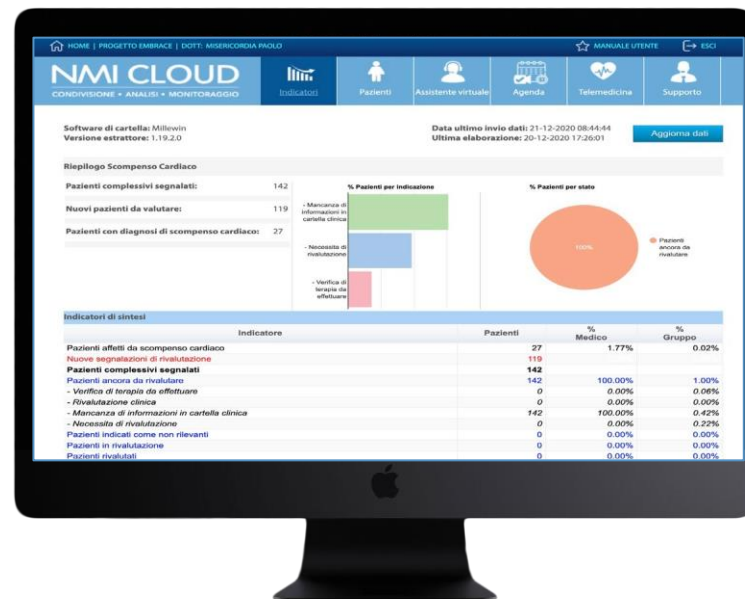 HOME | PROGETTO EMBRACE | DOTT: MISERICORDIA PAOLO
MANUALE UTENTE
ESCI
NMI CLOUD
CONDIVISIONE • ANALISI • MONITORAGGIO
Indicatori
Pazienti
Assistente virtuale
Agenda
Telemedicina
Supporto
Software di cartella: Millewin
Versione estrattore: 1.19.2.0
Data ultimo invio dati: 21-12-2020 08:44:44
Ultima elaborazione: 20-12-2020 17:26:01
Aggiorna dati
Riepilogo Scompenso Cardiaco
Pazienti complessivi segnalati: 142
Nuovi pazienti da valutare: 119
Pazienti con diagnosi di scompenso cardiaco: 27
% Pazienti per indicazione
- Mancanza di
informazioni in
cartella clinica
- Necessita di
rivalutazione
- Verifica di
terapia da
effettuare
% Pazienti per stato
100%
Pazienti
ancora da
rivalutare
Indicatori di sintesi
Indicatore Pazienti % Medico % Gruppo
Pazienti affetti da scompenso cardiaco 27 1.77% 0.02%
Nuove segnalazioni di rivalutazione 119
Pazienti complessivi segnalati 142
Pazienti ancora da rivalutare 142 100.00% 1.00%
- Verifica di terapia da effettuare 0 0.00% 0.06%
- Rivalutazione clinica 0 0.00% 0.00%
- Mancanza di informazioni in cartella clinica 142 100.00% 0.42%
- Necessita di rivalutazione 0 0.00% 0.22%
Pazienti indicati come non rilevanti 0 0.00% 0.00%
Pazienti in rivalutazione 0 0.00% 0.00%
Pazienti rivalutati 0 0.00% 0.00%